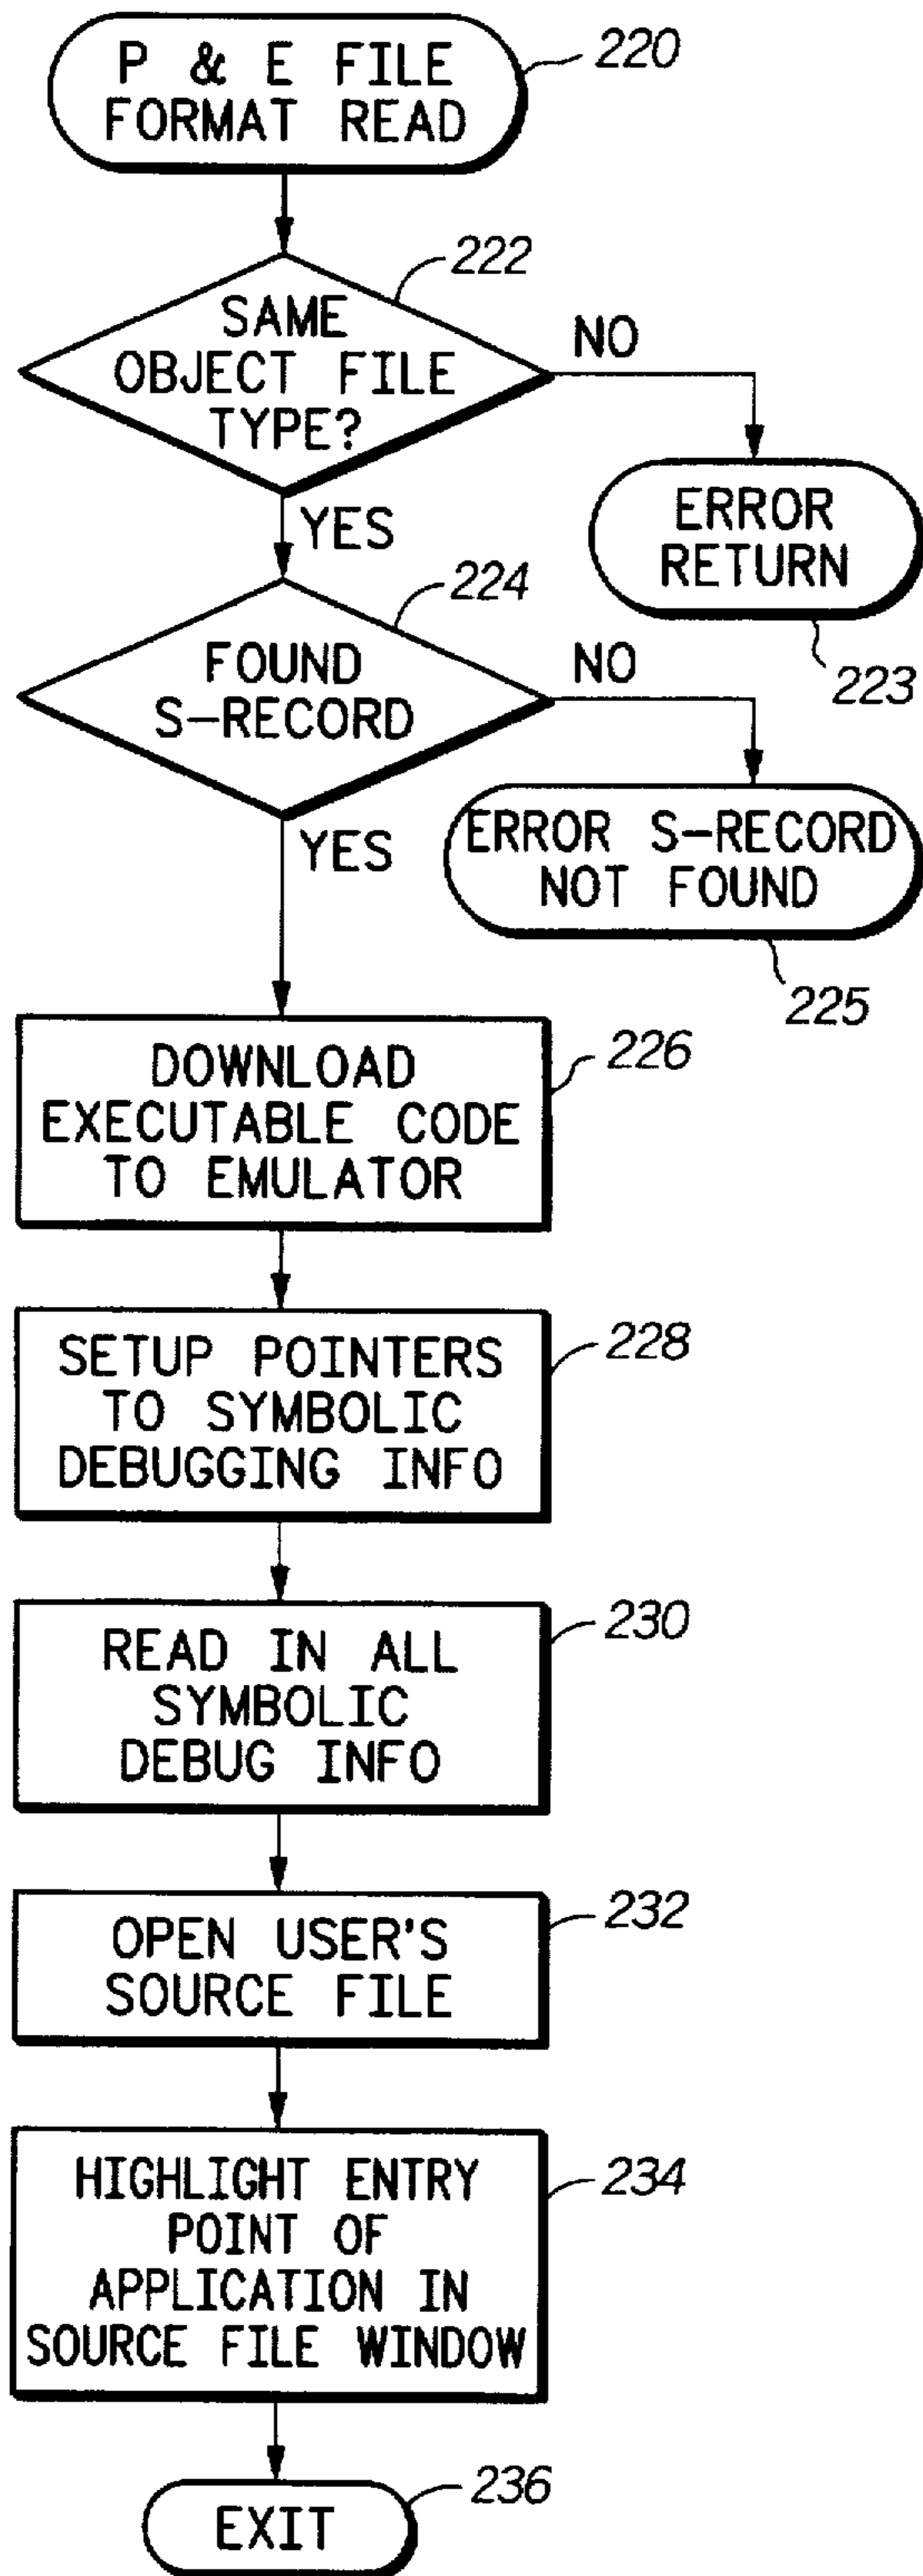 P & E FILE
FORMAT READ
220
SAME
OBJECT FILE
TYPE?
222
NO
YES
ERROR
RETURN
223
FOUND
S-RECORD
224
NO
YES
ERROR S-RECORD
NOT FOUND
225
DOWNLOAD
EXECUTABLE CODE
TO EMULATOR
226
SETUP POINTERS
TO SYMBOLIC
DEBUGGING INFO
228
READ IN ALL
SYMBOLIC
DEBUG INFO
230
OPEN USER'S
SOURCE FILE
232
HIGHLIGHT ENTRY
POINT OF
APPLICATION IN
SOURCE FILE WINDOW
234
EXIT
236